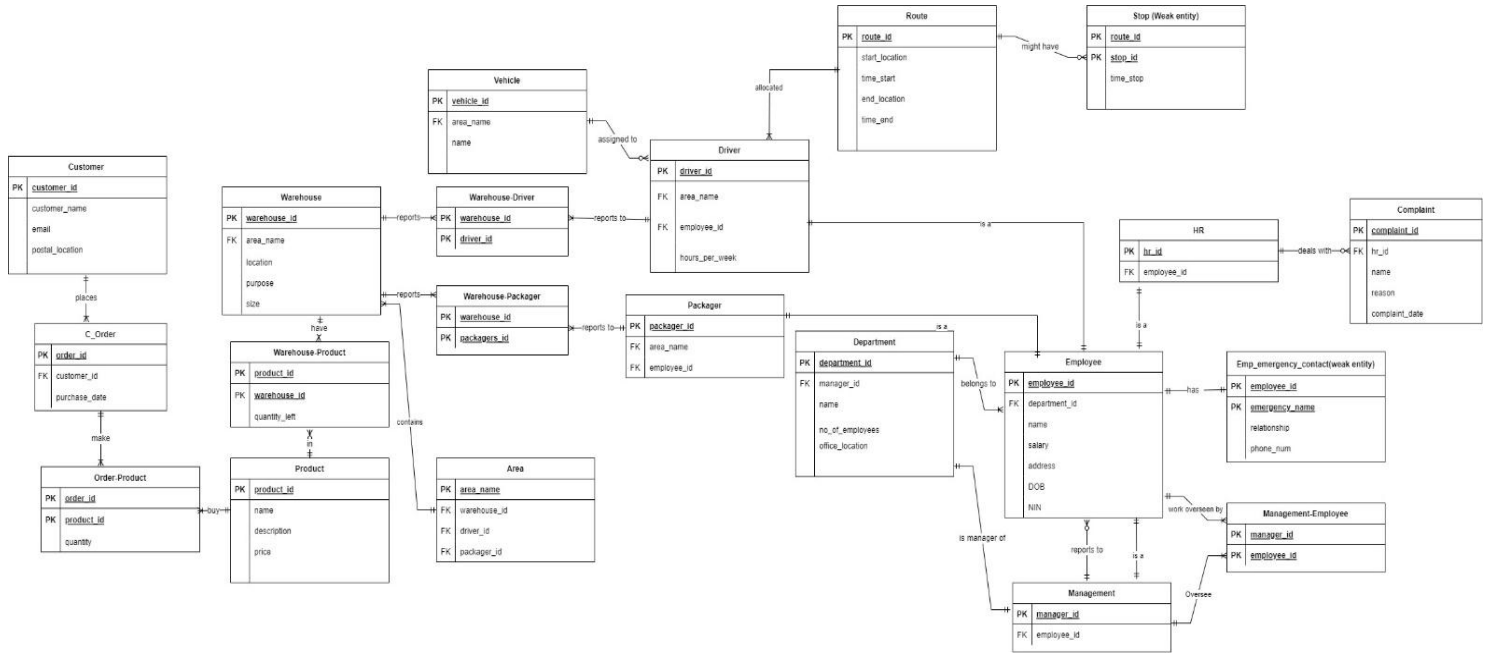 Route
PK route_id
start_location
time_start
end_location
time_end
might have
Stop (Weak entity)
PK route_id
PK stop_id
time_stop
allocated
Vehicle
PK vehicle_id
FK area_name
name
assigned to
Driver
PK driver_id
FK area_name
FK employee_id
hours_per_week
is a
Customer
PK customer_id
customer_name
email
postal_location
places
C_Order
PK order_id
FK customer_id
purchase_date
make
Order-Product
PK order_id
PK product_id
quantity
buy
Warehouse
PK warehouse_id
FK area_name
location
purpose
size
reports
Warehouse-Driver
PK warehouse_id
PK driver_id
reports to
reports
Warehouse-Packager
PK warehouse_id
PK packagers_id
reports to
Packager
PK packager_id
FK area_name
FK employee_id
is a
have
Warehouse-Product
PK product_id
PK warehouse_id
quantity_left
in
Product
PK product_id
name
description
price
contains
Area
PK area_name
FK warehouse_id
FK driver_id
FK packager_id
Department
PK department_id
FK manager_id
name
no_of_employees
office_location
belongs to
is manager of
HR
PK hr_id
FK employee_id
deals with
Complaint
PK complaint_id
FK hr_id
name
reason
complaint_date
is a
Employee
PK employee_id
FK department_id
name
salary
address
DOB
NIN
has
Emp_emergency_contact(weak entity)
PK employee_id
PK emergency_name
relationship
phone_num
work overseen by
Management-Employee
PK manager_id
PK employee_id
reports to
is a
Oversee
Management
PK manager_id
FK employee_id